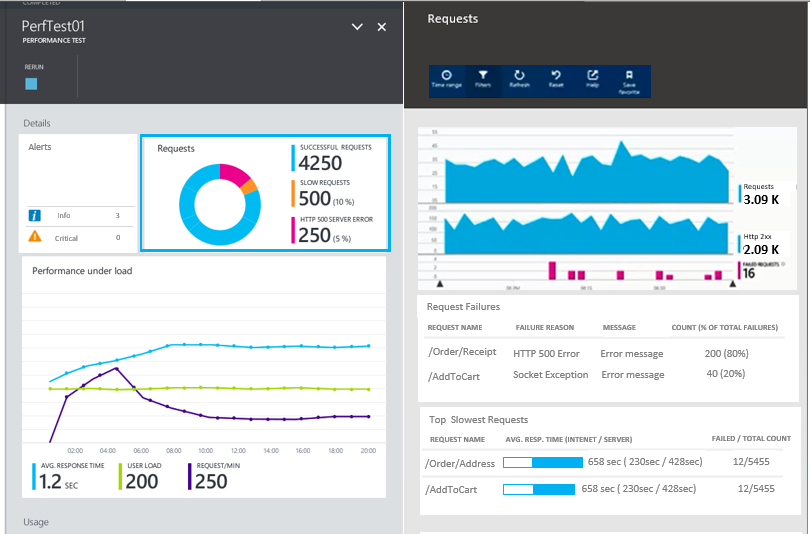 COMPLETED
PerfTest01
PERFORMANCE TEST
RERUN
Details
Alerts
Info 3
Critical 0
Requests
SUCCESSFUL REQUESTS
4250
SLOW REQUESTS
500 (10 %)
HTTP 500 SERVER ERROR
250 (5 %)
Performance under load
02:00 04:00 06:00 08:00 10:00 12:00 14:00 16:00 18:00 20:00
AVG. RESPONSE TIME
1.2 SEC
USER LOAD
200
REQUEST/MIN
250
Usage
Requests
Time range Filters Refresh Reset Help Save favorite
Requests
3.09 K
Http 2xx
2.09 K
FAILED REQUESTS
16
Request Failures
REQUEST NAME FAILURE REASON MESSAGE COUNT (% OF TOTAL FAILURES)
/Order/Receipt HTTP 500 Error Error message 200 (80%)
/AddToCart Socket Exception Error message 40 (20%)
Top Slowest Requests
REQUEST NAME AVG. RESP. TIME (INTENET / SERVER) FAILED / TOTAL COUNT
/Order/Address 658 sec ( 230sec / 428sec) 12/5455
/AddToCart 658 sec ( 230sec / 428sec) 12/5455